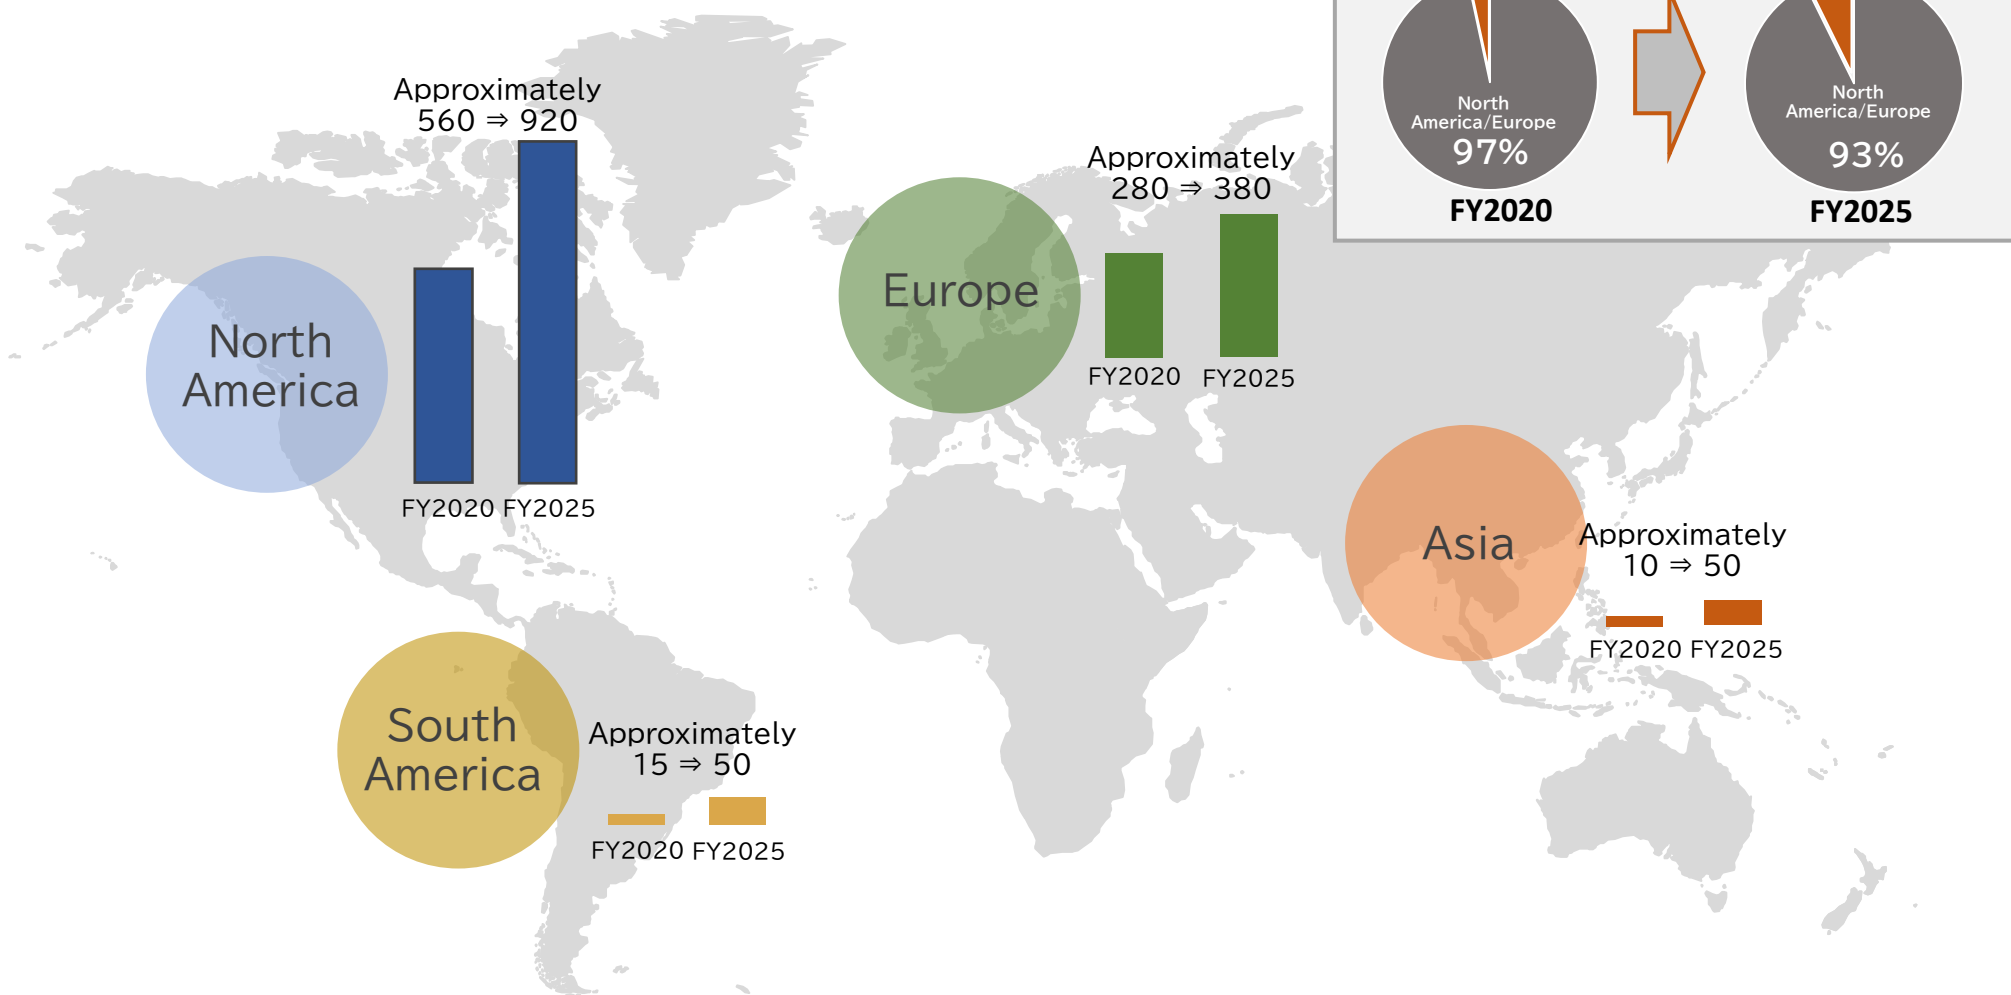 Approximately
560 ⇒ 920
North
America
FY2020 FY2025
Approximately
280 ⇒ 380
Europe
FY2020 FY2025
North
America/Europe
97%
FY2020
North
America/Europe
93%
FY2025
Asia
Approximately
10 ⇒ 50
FY2020 FY2025
South
America
Approximately
15 ⇒ 50
FY2020 FY2025